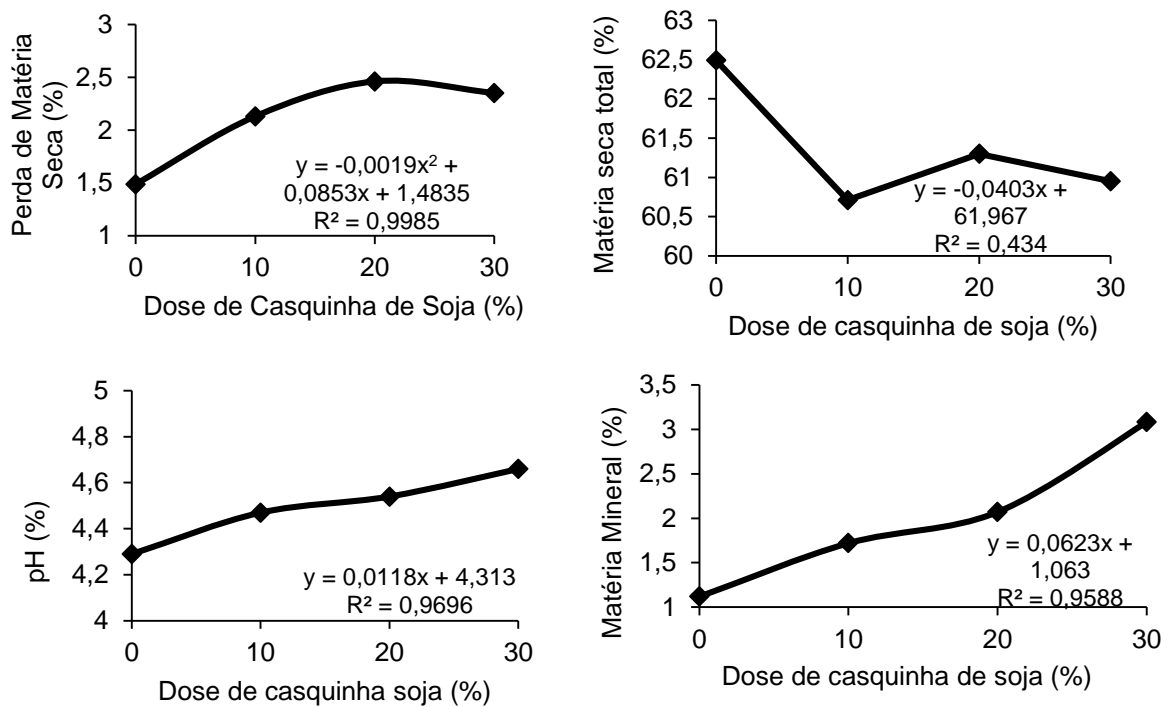 Perda de Matéria
Seca (%)
3
2,5
2
1,5
1
y = -0,0019x² +
0,0853x + 1,4835
R² = 0,9985
0 10 20 30
Dose de Casquinha de Soja (%)
Matéria seca total (%)
63
62,5
62
61,5
61
60,5
60
y = -0,0403x +
61,967
R² = 0,434
0 10 20 30
Dose de casquinha de soja (%)
pH (%)
5
4,8
4,6
4,4
4,2
4
y = 0,0118x + 4,313
R² = 0,9696
0 10 20 30
Dose de casquinha soja (%)
Matéria Mineral (%)
3,5
3
2,5
2
1,5
1
y = 0,0623x +
1,063
R² = 0,9588
0 10 20 30
Dose de casquinha de soja (%)